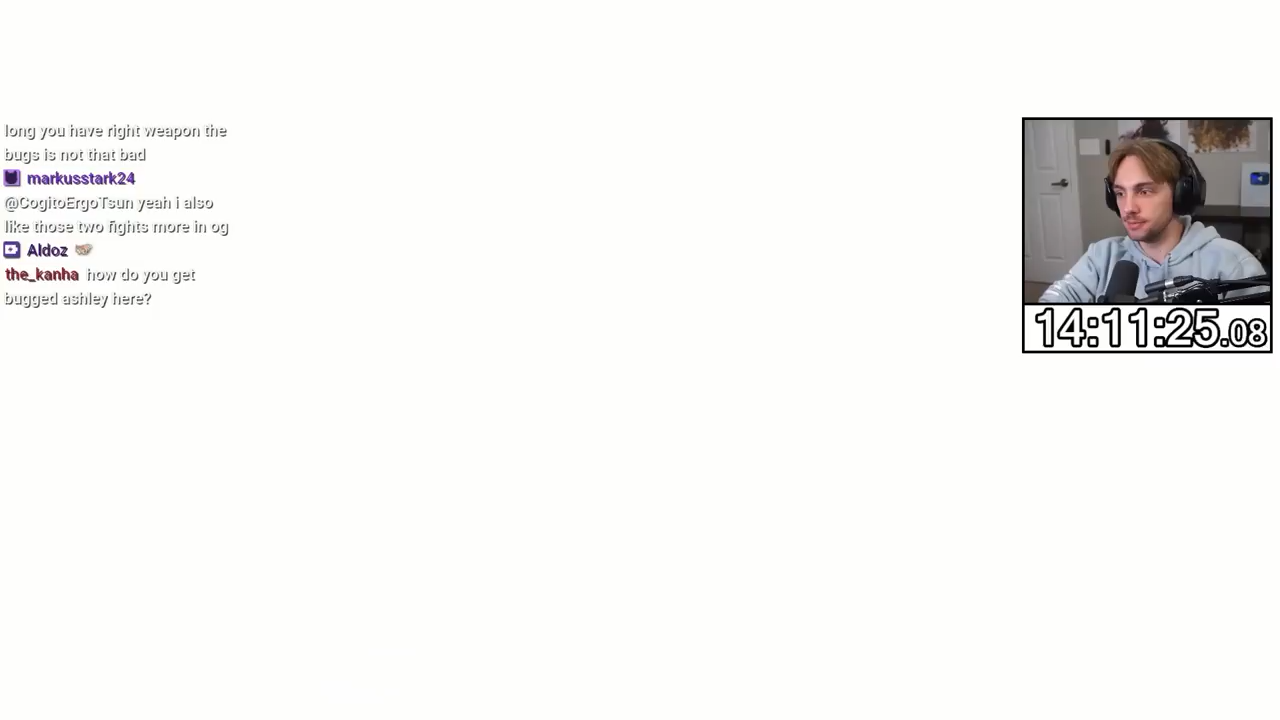 long you have right weapon the
bugs is not that bad
markusstark24
@CogitoErgoTsun yeah i also
like those two fights more in og
Aldoz
the_kanha how do you get
bugged ashley here?
14:11:25.08